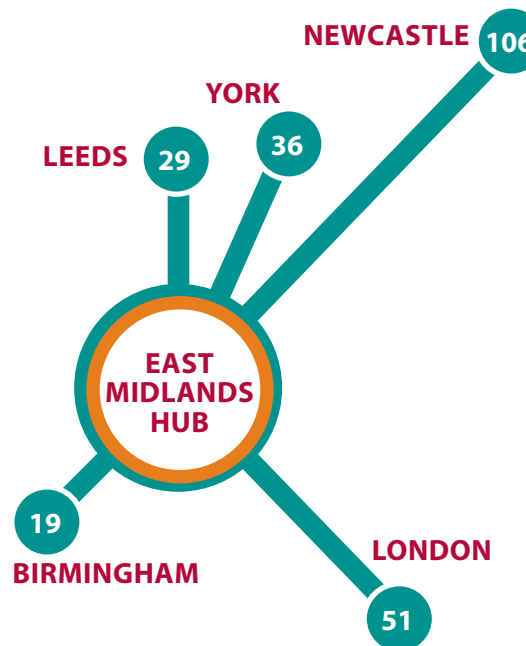 NEWCASTLE
106
YORK
36
LEEDS
29
EAST
MIDLANDS
HUB
19
BIRMINGHAM
LONDON
51